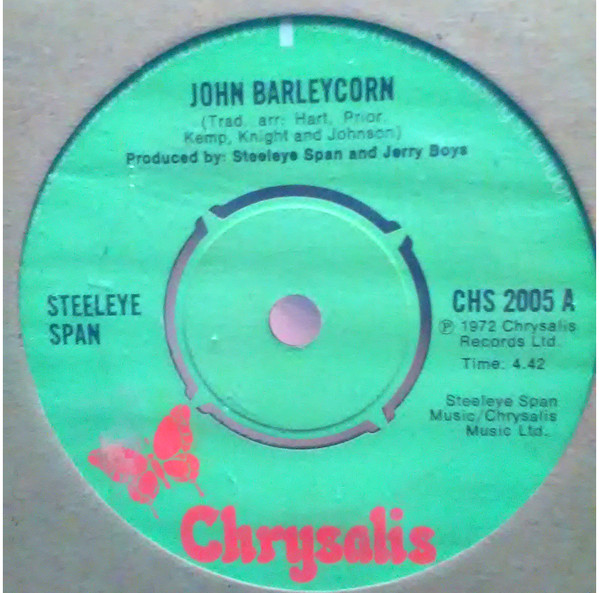 JOHN BARLEYCORN
(Trad. arr: Hart, Prior,
Kemp, Knight and Johnson)
Produced by: Steeleye Span and Jerry Boys
STEELEYE
SPAN
CHS 2005 A
Ⓟ 1972 Chrysalis
Records Ltd.
Time: 4.42
Steeleye Span
Music/Chrysalis
Music Ltd.
Chrysalis